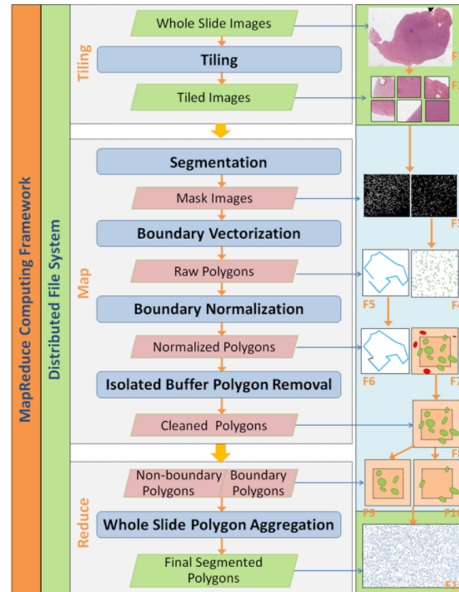 MapReduce Computing Framework
Distributed File System
Tiling
Whole Slide Images
Tiling
Tiled Images
Map
Segmentation
Mask Images
Boundary Vectorization
Raw Polygons
Boundary Normalization
Normalized Polygons
Isolated Buffer Polygon Removal
Cleaned Polygons
Reduce
Non-boundary
Polygons
Boundary
Polygons
Whole Slide Polygon Aggregation
Final Segmented
Polygons
F5
F6
F9